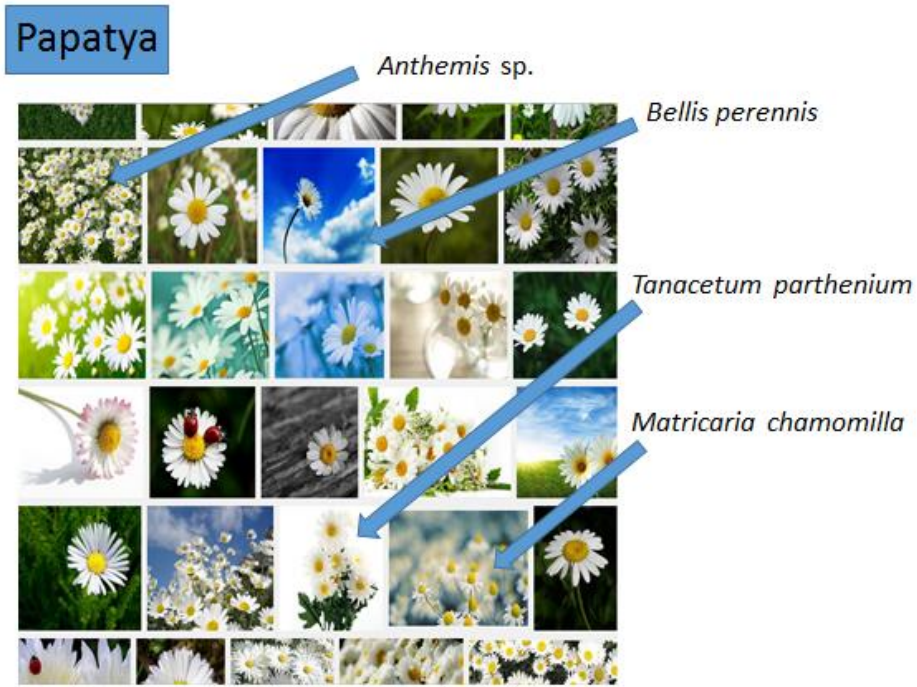 Papatya
Anthemis sp.
Bellis perennis
Tanacetum parthenium
Matricaria chamomilla